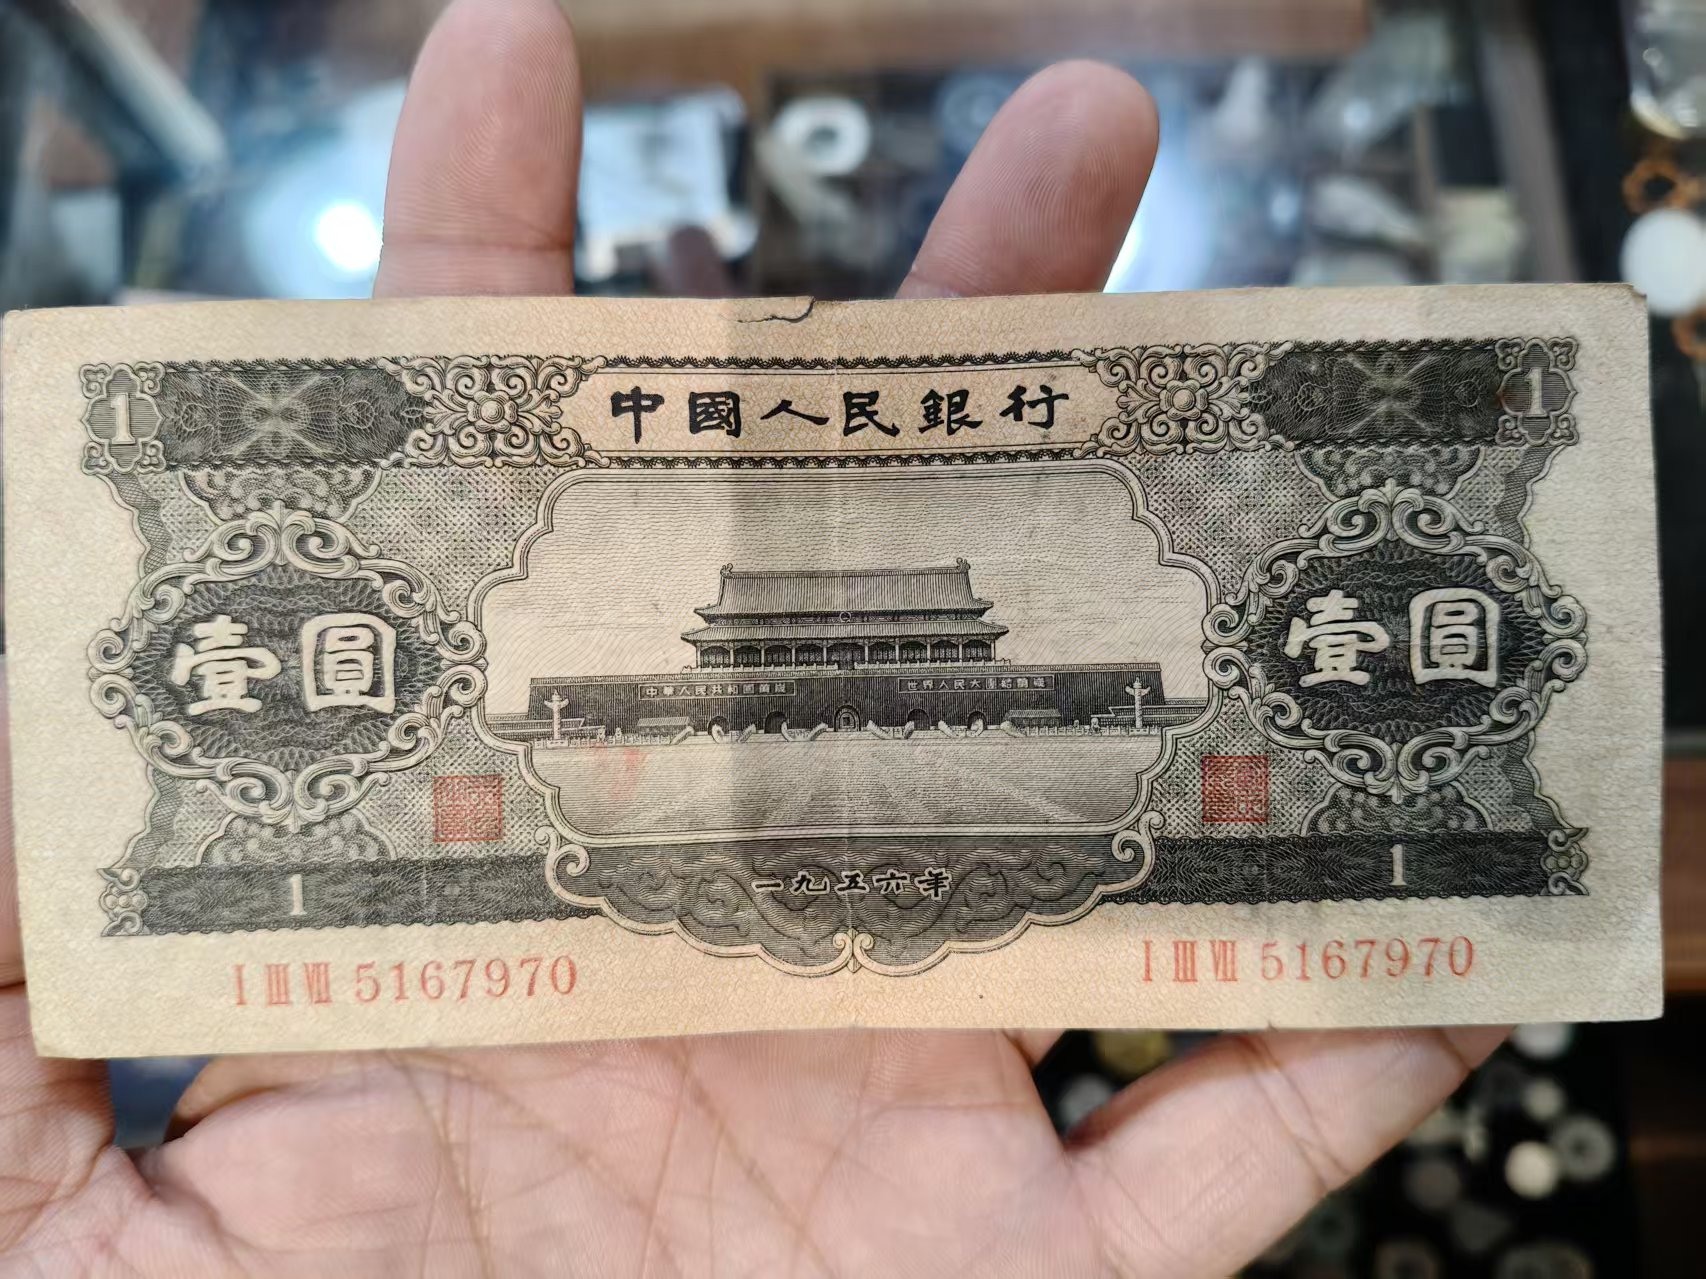 1 中國人民銀行 1
壹圓 壹圓
中華人民共和國萬歲 世界人民大團結萬歲
1 一九五六年 1
I III VII 5167970 I III VII 5167970